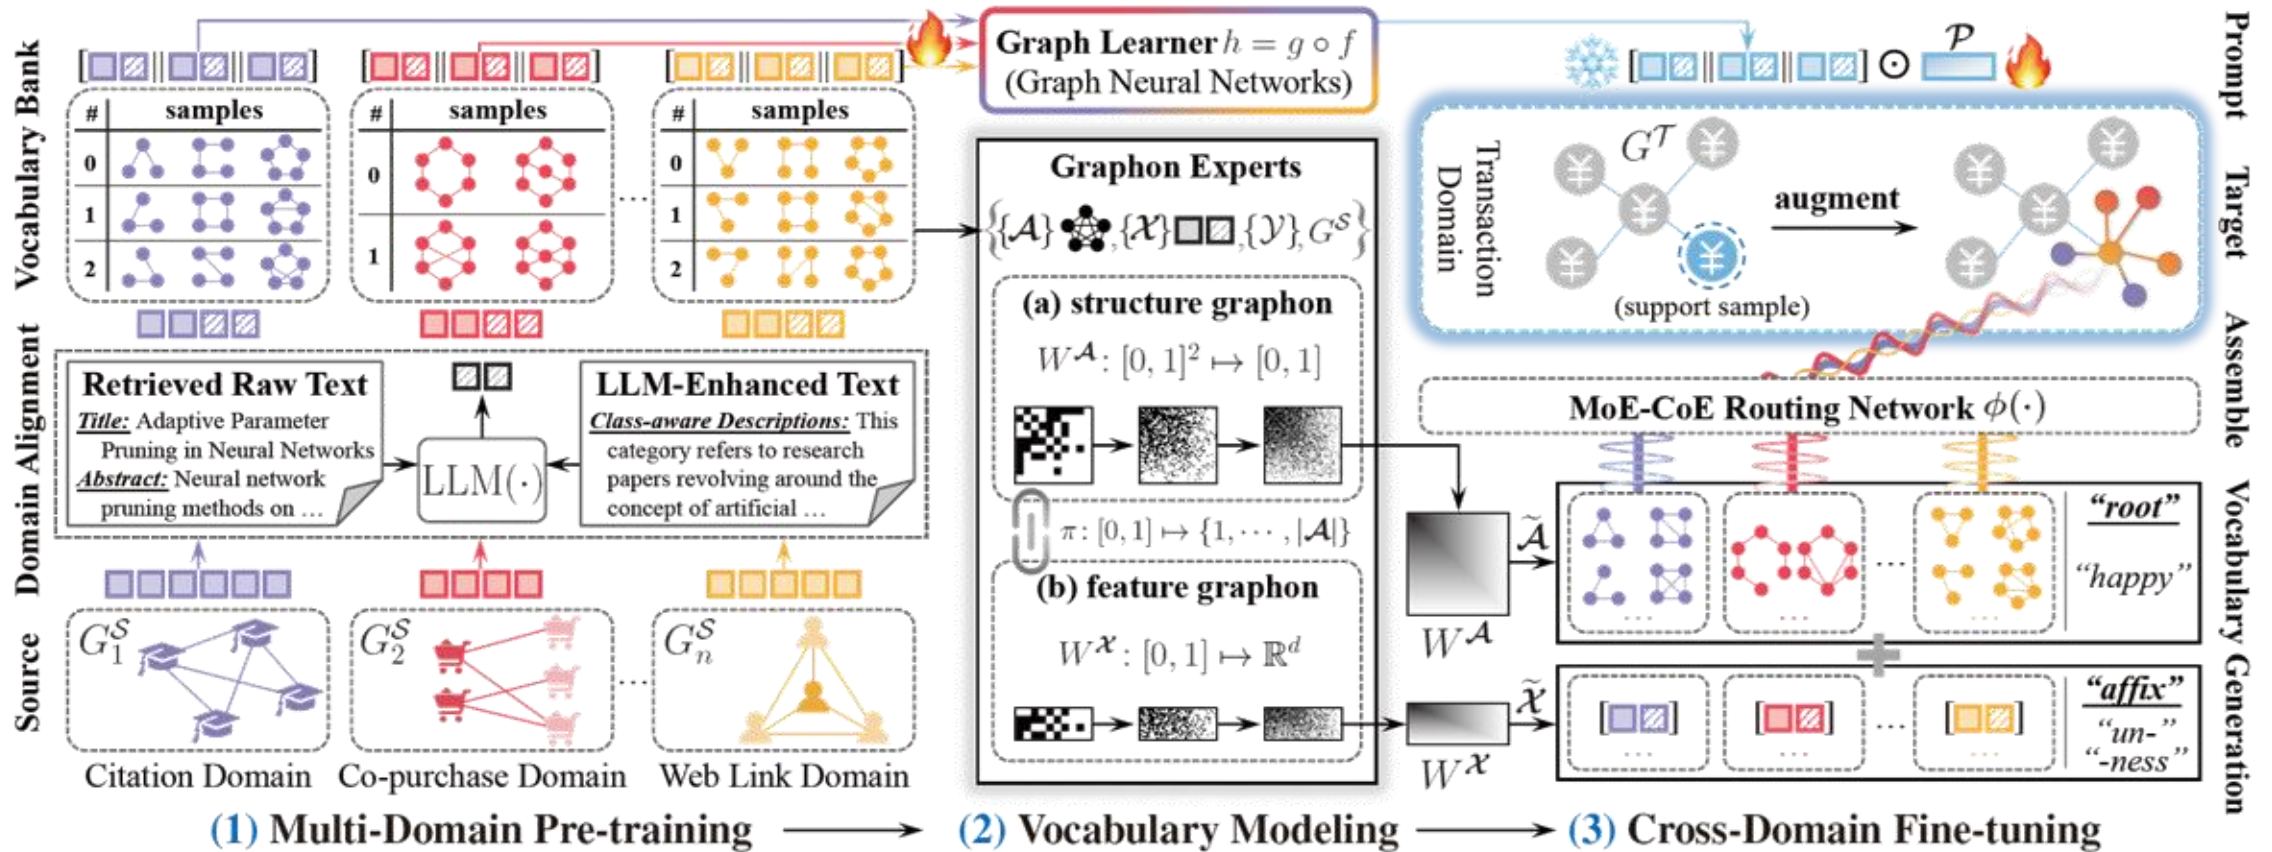 Vocabulary Bank
Domain Alignment
Source
[ || || ]
[ || || ]
[ || || ]
# samples
0
1
2
# samples
0
1
...
# samples
0
1
2
Retrieved Raw Text
Title: Adaptive Parameter
Pruning in Neural Networks
Abstract: Neural network
pruning methods on …
LLM(·)
LLM-Enhanced Text
Class-aware Descriptions: This
category refers to research
papers revolving around the
concept of artificial …
G₁ˢ
G₂ˢ
...
Gₙˢ
Citation Domain
Co-purchase Domain
Web Link Domain
(1) Multi-Domain Pre-training
Graph Learner h = g ∘ f
(Graph Neural Networks)
Graphon Experts
{{𝓐} , {𝓧} , {𝓨}, Gˢ}
(a) structure graphon
W^𝓐: [0, 1]² ↦ [0, 1]
π: [0, 1] ↦ {1, ⋯ , |𝓐|}
(b) feature graphon
W^𝓧: [0, 1] ↦ ℝᵈ
(2) Vocabulary Modeling
W^𝓐
W^𝓧
𝓐̃
𝓧̃
[ || || ] ⊙ 𝓟
Transaction
Domain
G^𝓣
¥
¥
¥
¥
¥
(support sample)
augment
¥
¥
¥
¥
MoE-CoE Routing Network ϕ(·)
...
...
...
...
"root"
"happy"
[ ]
...
[ ]
...
...
[ ]
...
"affix"
"un-"
"-ness"
(3) Cross-Domain Fine-tuning
Prompt
Target
Assemble
Vocabulary Generation